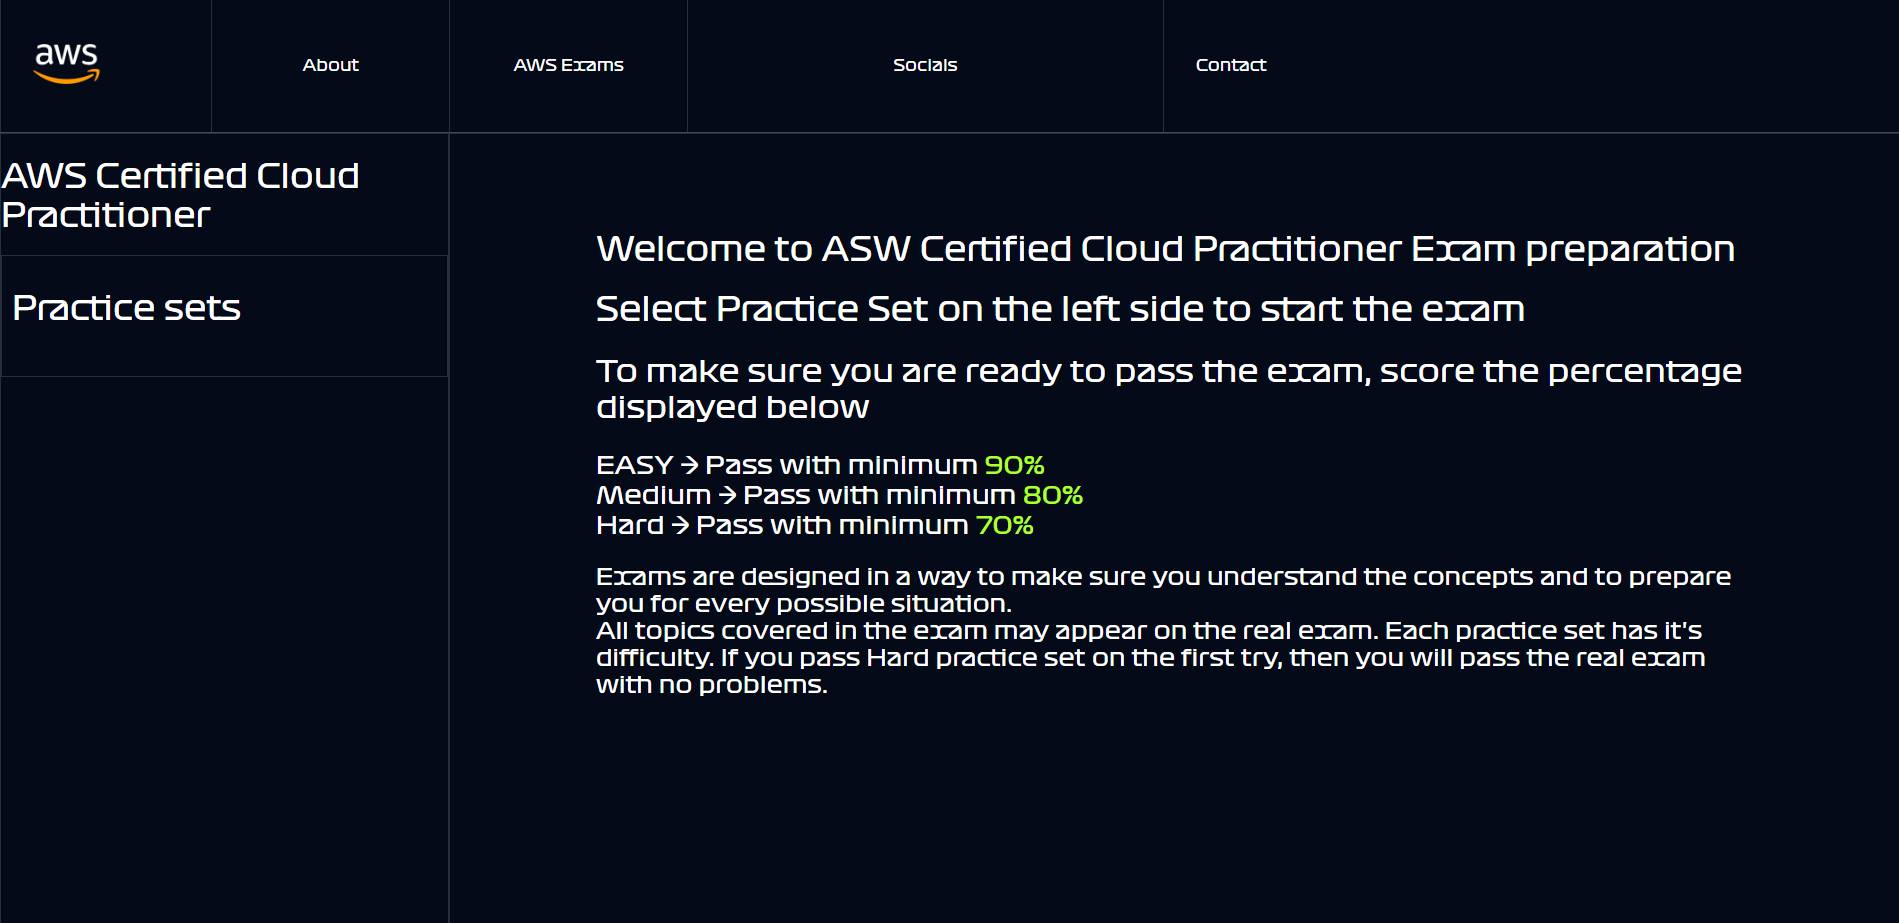 aws
About
AWS Exams
Socials
Contact
AWS Certified Cloud
Practitioner
Practice sets
Welcome to ASW Certified Cloud Practitioner Exam preparation
Select Practice Set on the left side to start the exam
To make sure you are ready to pass the exam, score the percentage
displayed below
EASY → Pass with minimum 90%
Medium → Pass with minimum 80%
Hard → Pass with minimum 70%
Exams are designed in a way to make sure you understand the concepts and to prepare
you for every possible situation.
All topics covered in the exam may appear on the real exam. Each practice set has it's
difficulty. If you pass Hard practice set on the first try, then you will pass the real exam
with no problems.